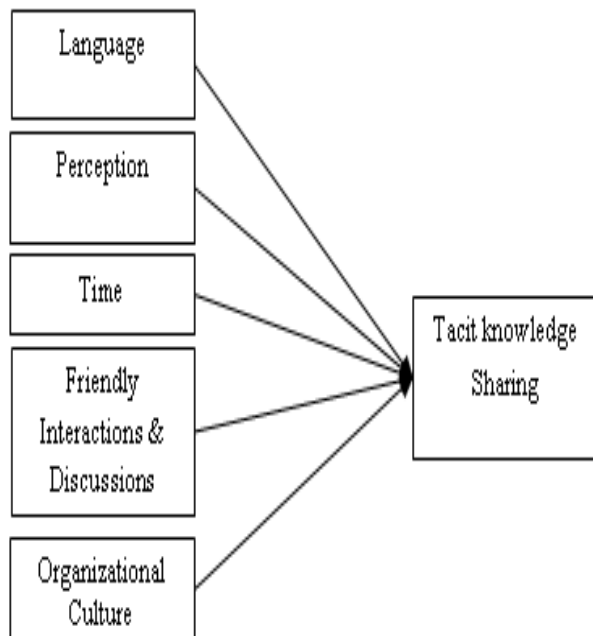 Language
Perception
Time
Friendly
Interactions &
Discussions
Organizational
Culture
Tacit knowledge
Sharing